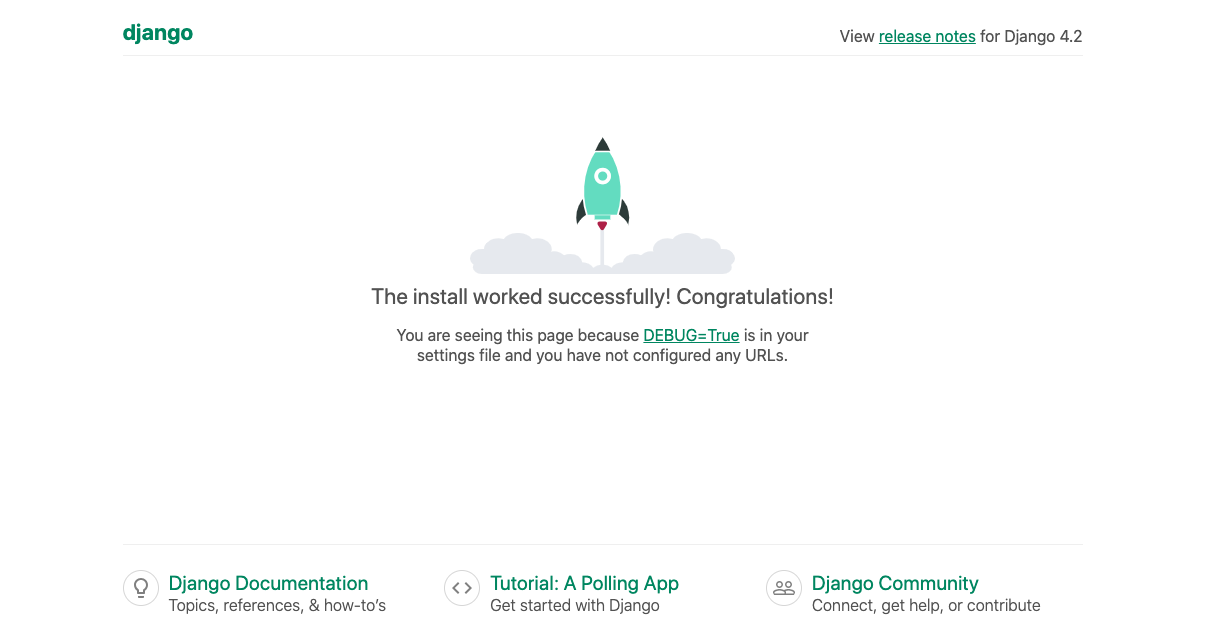 django
View release notes for Django 4.2
The install worked successfully! Congratulations!
You are seeing this page because DEBUG=True is in your
settings file and you have not configured any URLs.
Django Documentation
Topics, references, & how-to’s
Tutorial: A Polling App
Get started with Django
Django Community
Connect, get help, or contribute